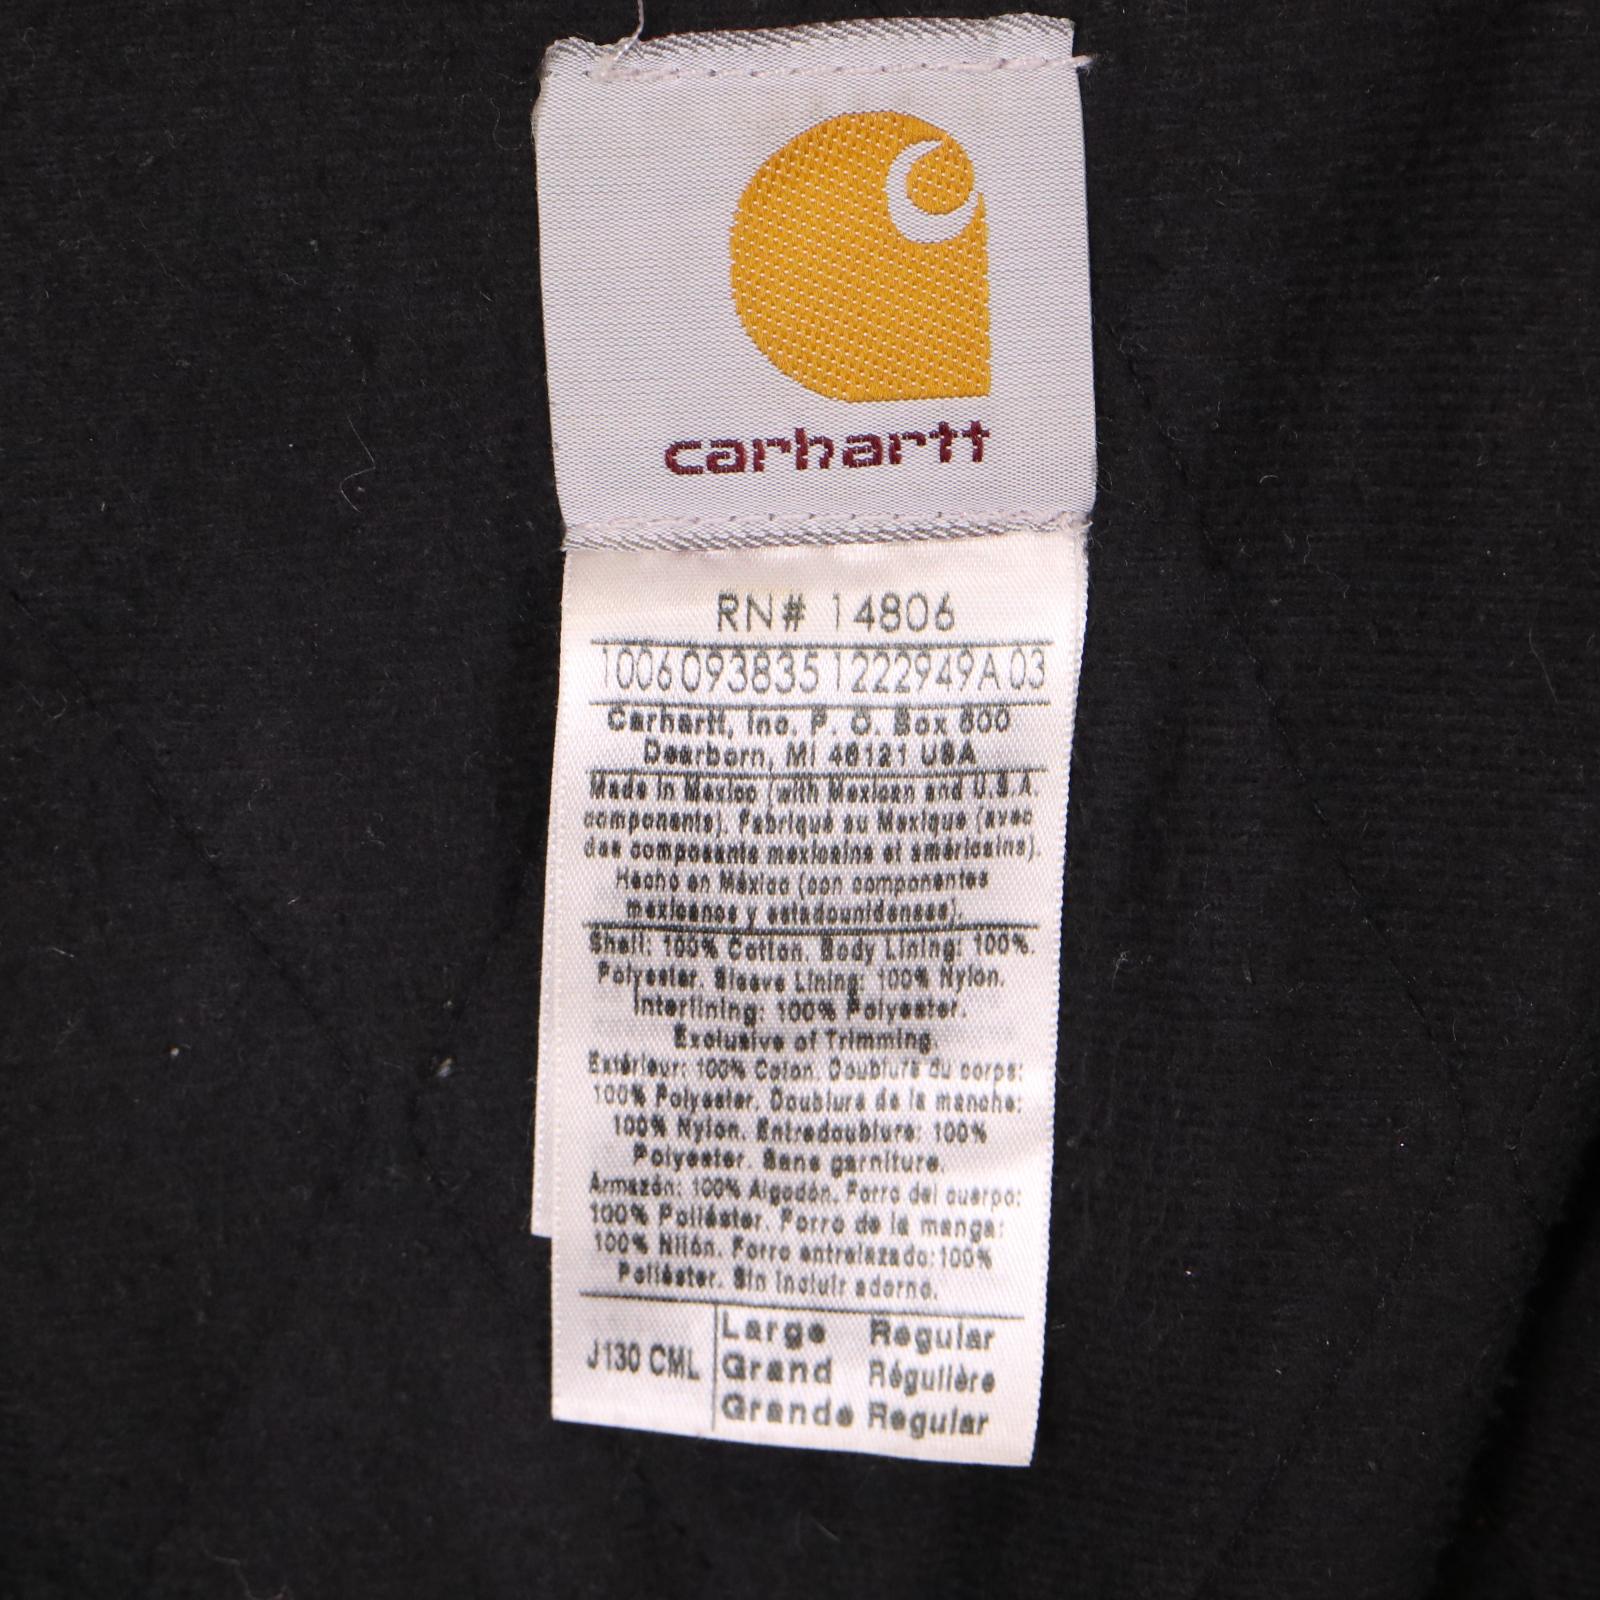 carhartt
RN# 14806
10060938351222949A03
Carhartt, Inc. P. O. Box 600
Dearborn, MI 48121 USA
Made in Mexico (with Mexican and U.S.A.
components). Fabriqué au Mexique (avec
des composants mexicains et américains).
Hecho en México (con componentes
mexicanos y estadounidenses).
Shell: 100% Cotton. Body Lining: 100%.
Polyester. Sleeve Lining: 100% Nylon.
Interlining: 100% Polyester.
Exclusive of Trimming
Extérieur: 100% Coton. Doublure du corps:
100% Polyester. Doublure de la manche:
100% Nylon. Entredoublure: 100%
Polyester. Sans garniture.
Armazón: 100% Algodón. Forro del cuerpo:
100% Poliéster. Forro de la manga:
100% Nilón. Forro entrelazado:100%
Poliéster. Sin incluir adorno.
J130 CML
Large Regular
Grand Régulière
Grande Regular